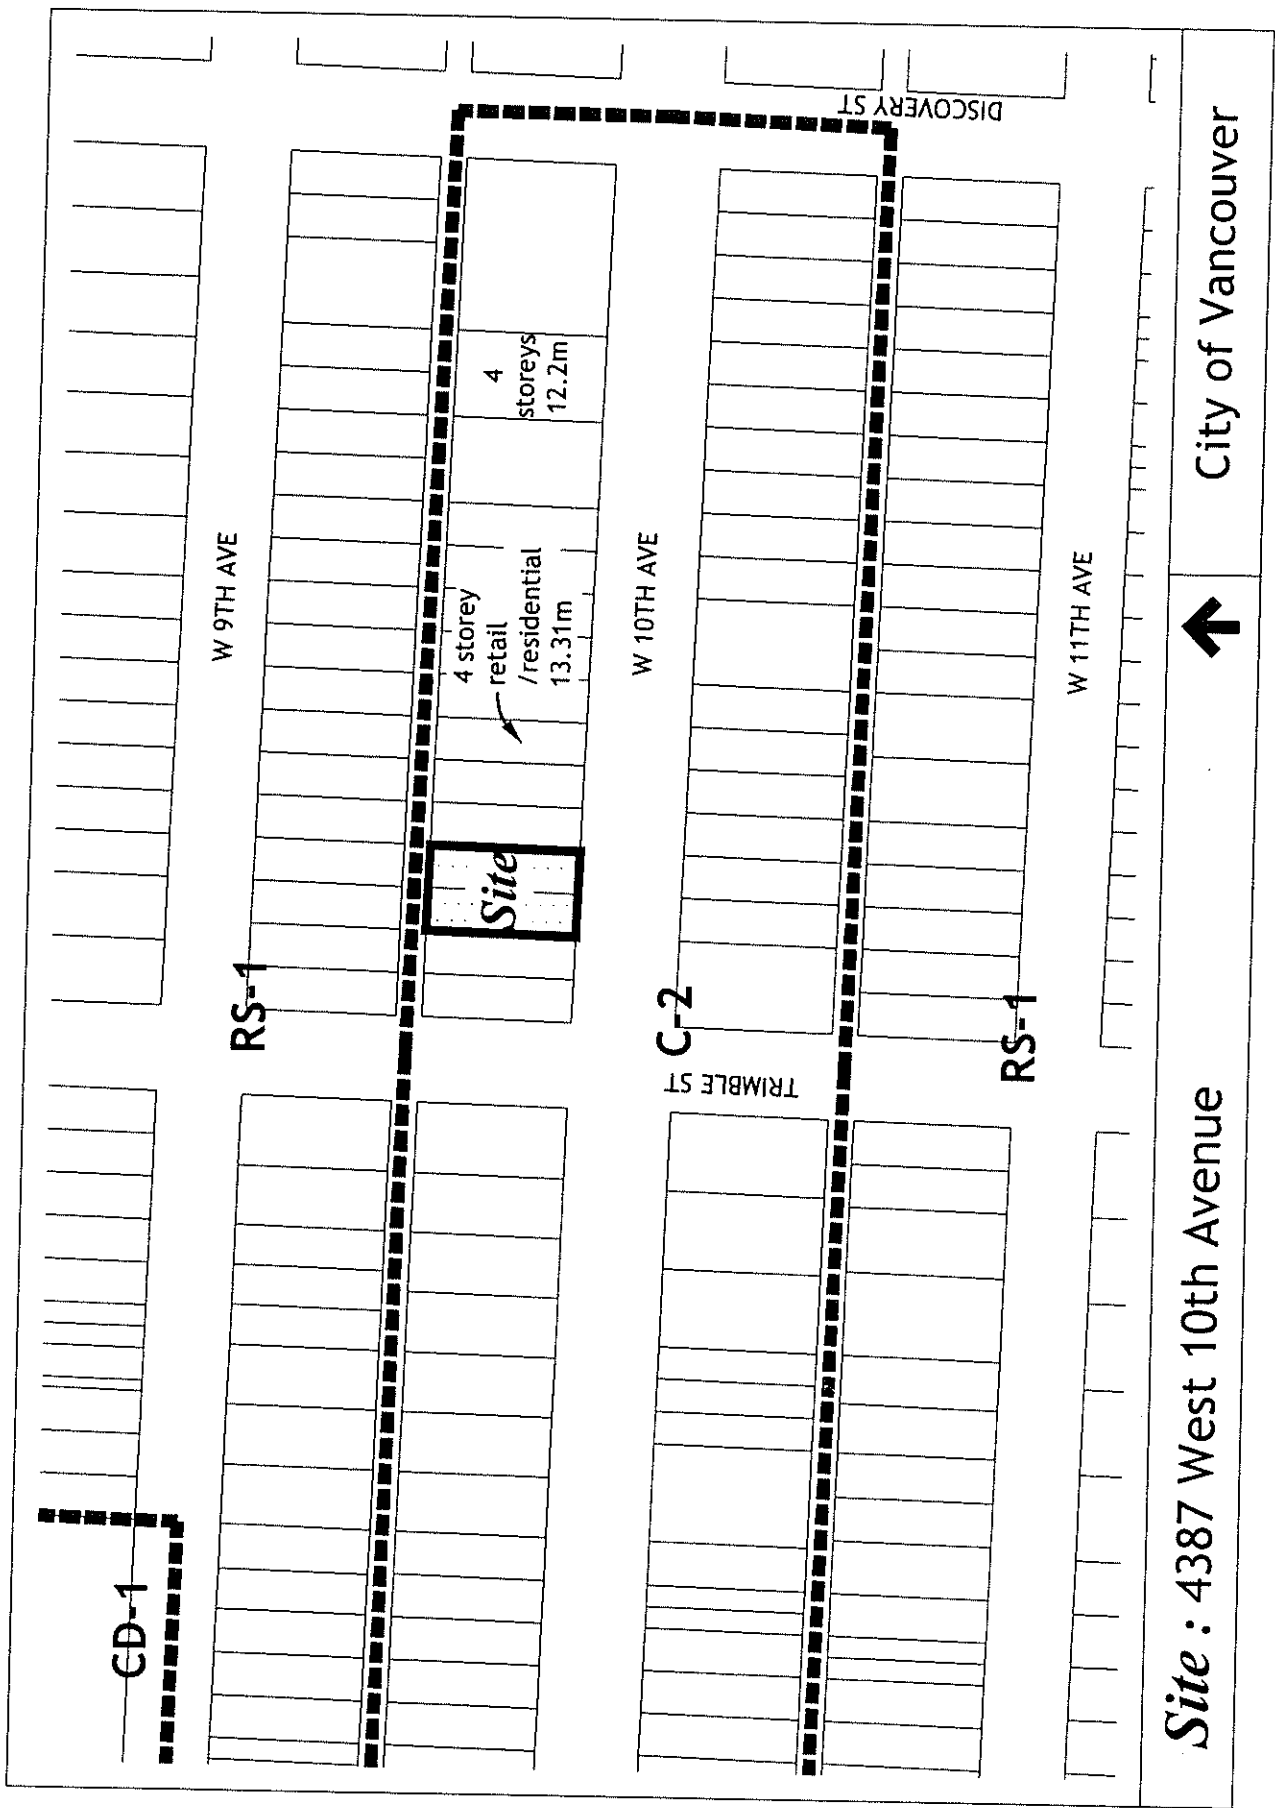 CD-1
RS-1
W 9TH AVE
4 storey
retail
/residential
13.31m
4
storeys
12.2m
Site
TRIMBLE ST
C-2
W 10TH AVE
DISCOVERY ST
RS-1
W 11TH AVE
Site : 4387 West 10th Avenue
City of Vancouver